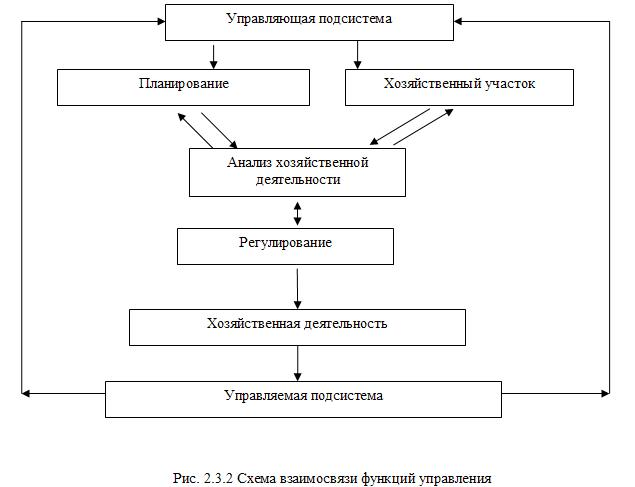 Управляющая подсистема
Планирование
Хозяйственный участок
Анализ хозяйственной
деятельности
Регулирование
Хозяйственная деятельность
Управляемая подсистема
Рис. 2.3.2 Схема взаимосвязи функций управления